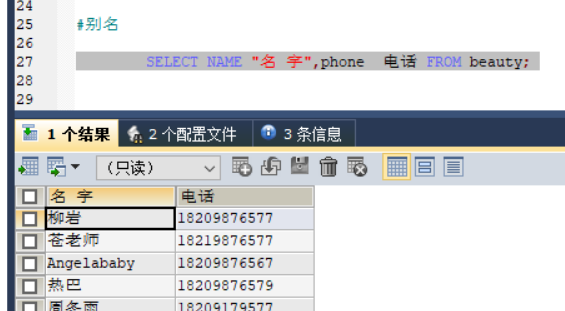 24
25 #别名
26
27 SELECT NAME "名 字",phone 电话 FROM beauty;
28
29
1 个结果 2 个配置文件 3 条信息
(只读)
名 字 电话
柳岩 18209876577
苍老师 18219876577
Angelababy 18209876567
热巴 18209876579
周冬雨 18209179577